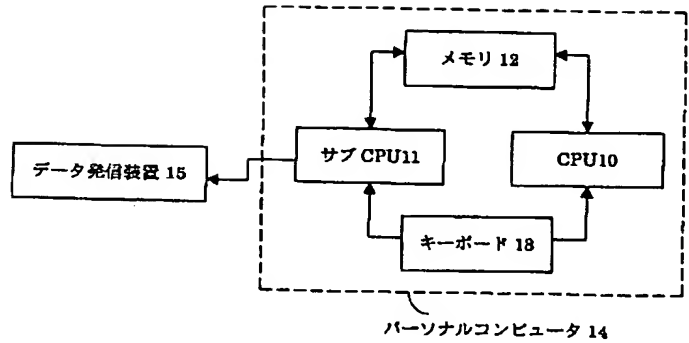 メモリ 12
サブ CPU11
CPU10
データ発信装置 15
キーボード 13
パーソナルコンピュータ 14